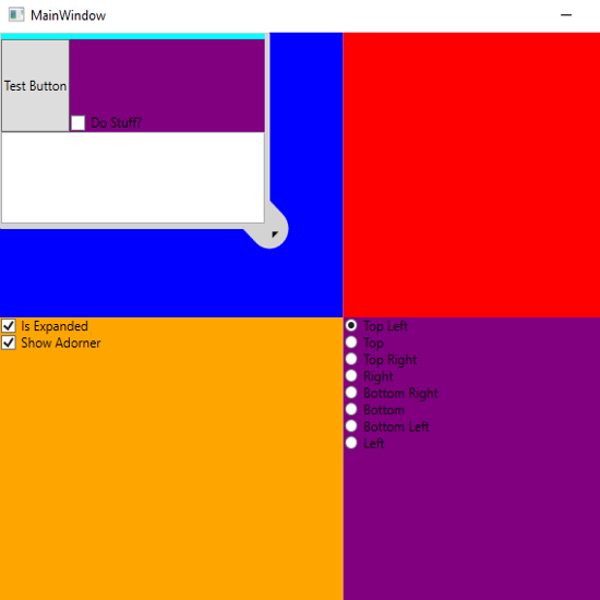 MainWindow
Test Button
Do Stuff?
Is Expanded
Show Adorner
Top Left
Top
Top Right
Right
Bottom Right
Bottom
Bottom Left
Left